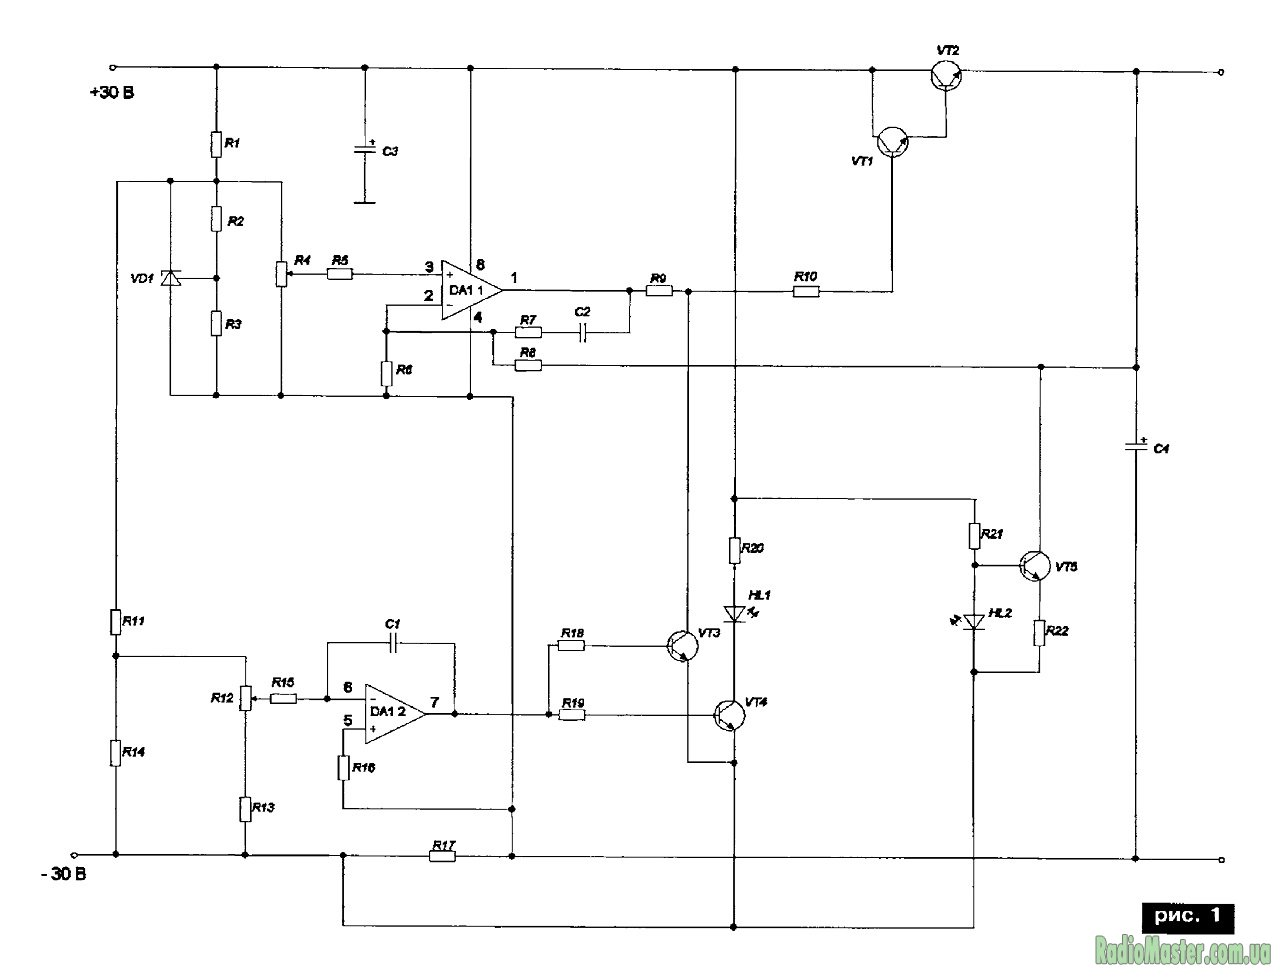 VT2
+30 В
R1
+
C3
VT1
R2
R4
R5
VD1
3
+
8
1
R9
R10
DA1 1
2
-
4
R3
R7
C2
R8
R6
+
C4
R21
R20
VT5
HL1
HL2
R11
C1
R18
VT3
R22
R12
R15
6
-
7
R19
VT4
DA1 2
5
+
R14
R16
R13
R17
- 30 В
рис. 1
RadioMaster.com.ua